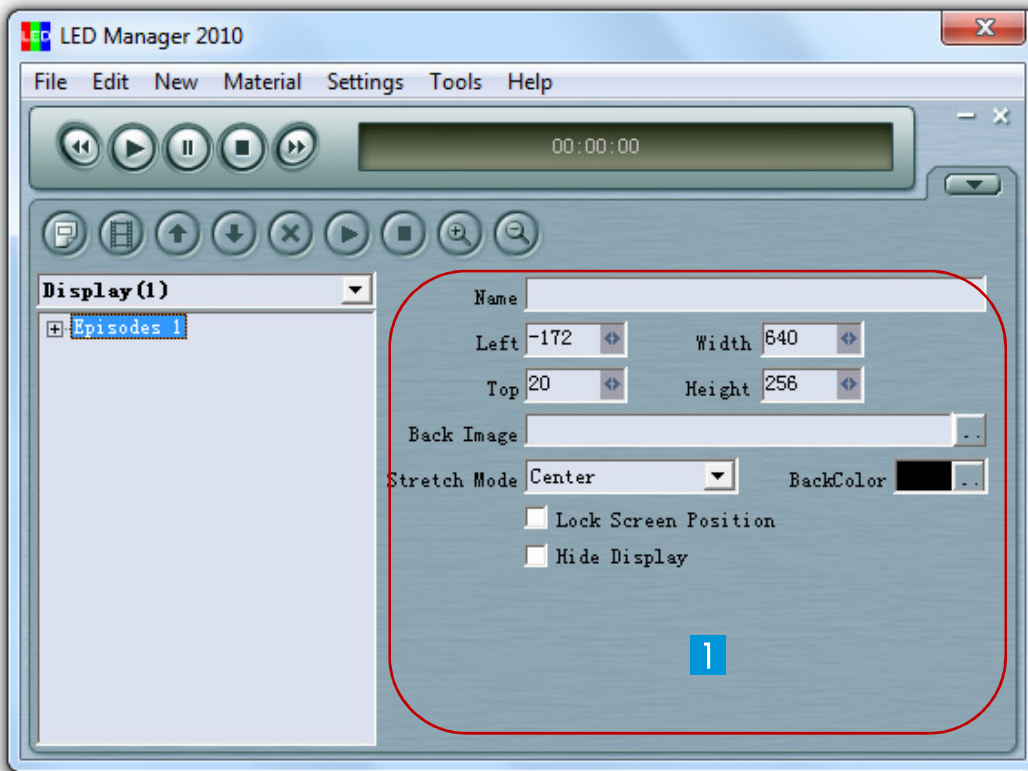 LED LED Manager 2010
File Edit New Material Settings Tools Help
00:00:00
Display(1)
Episodes 1
Name
Left -172 Width 640
Top 20 Height 256
Back Image ..
Stretch Mode Center BackColor ..
Lock Screen Position
Hide Display
1